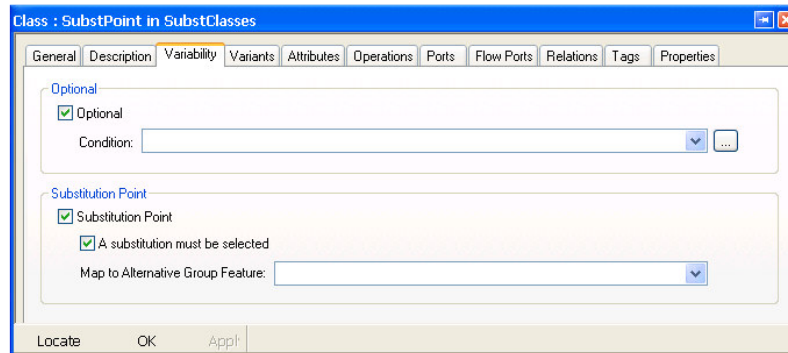 Class : SubstPoint in SubstClasses
General Description Variability Variants Attributes Operations Ports Flow Ports Relations Tags Properties
Optional
Optional
Condition:
...
Substitution Point
Substitution Point
A substitution must be selected
Map to Alternative Group Feature:
Locate OK